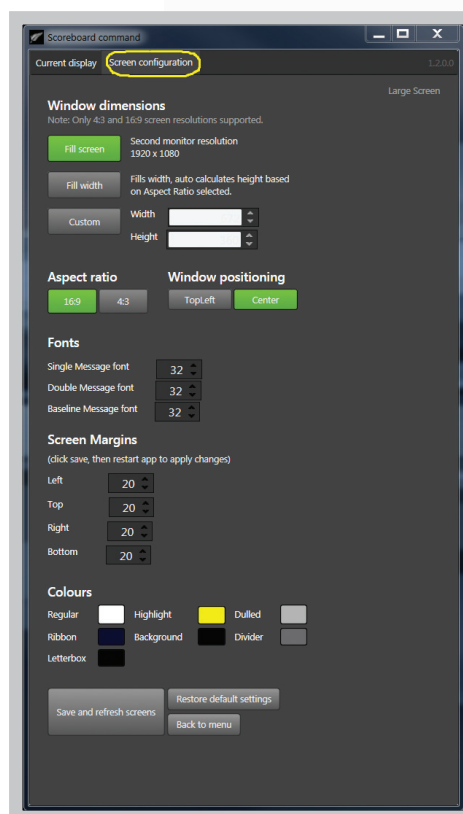 Scoreboard command
Current display Screen configuration 1.2.0.0
Large Screen
Window dimensions
Note: Only 4:3 and 16:9 screen resolutions supported.
Fill screen Second monitor resolution
1920 x 1080
Fill width Fills width, auto calculates height based
on Aspect Ratio selected.
Custom Width
Height
Aspect ratio Window positioning
16:9 4:3 TopLeft Center
Fonts
Single Message font 32
Double Message font 32
Baseline Message font 32
Screen Margins
(click save, then restart app to apply changes)
Left 20
Top 20
Right 20
Bottom 20
Colours
Regular Highlight Dulled
Ribbon Background Divider
Letterbox
Save and refresh screens Restore default settings
Back to menu